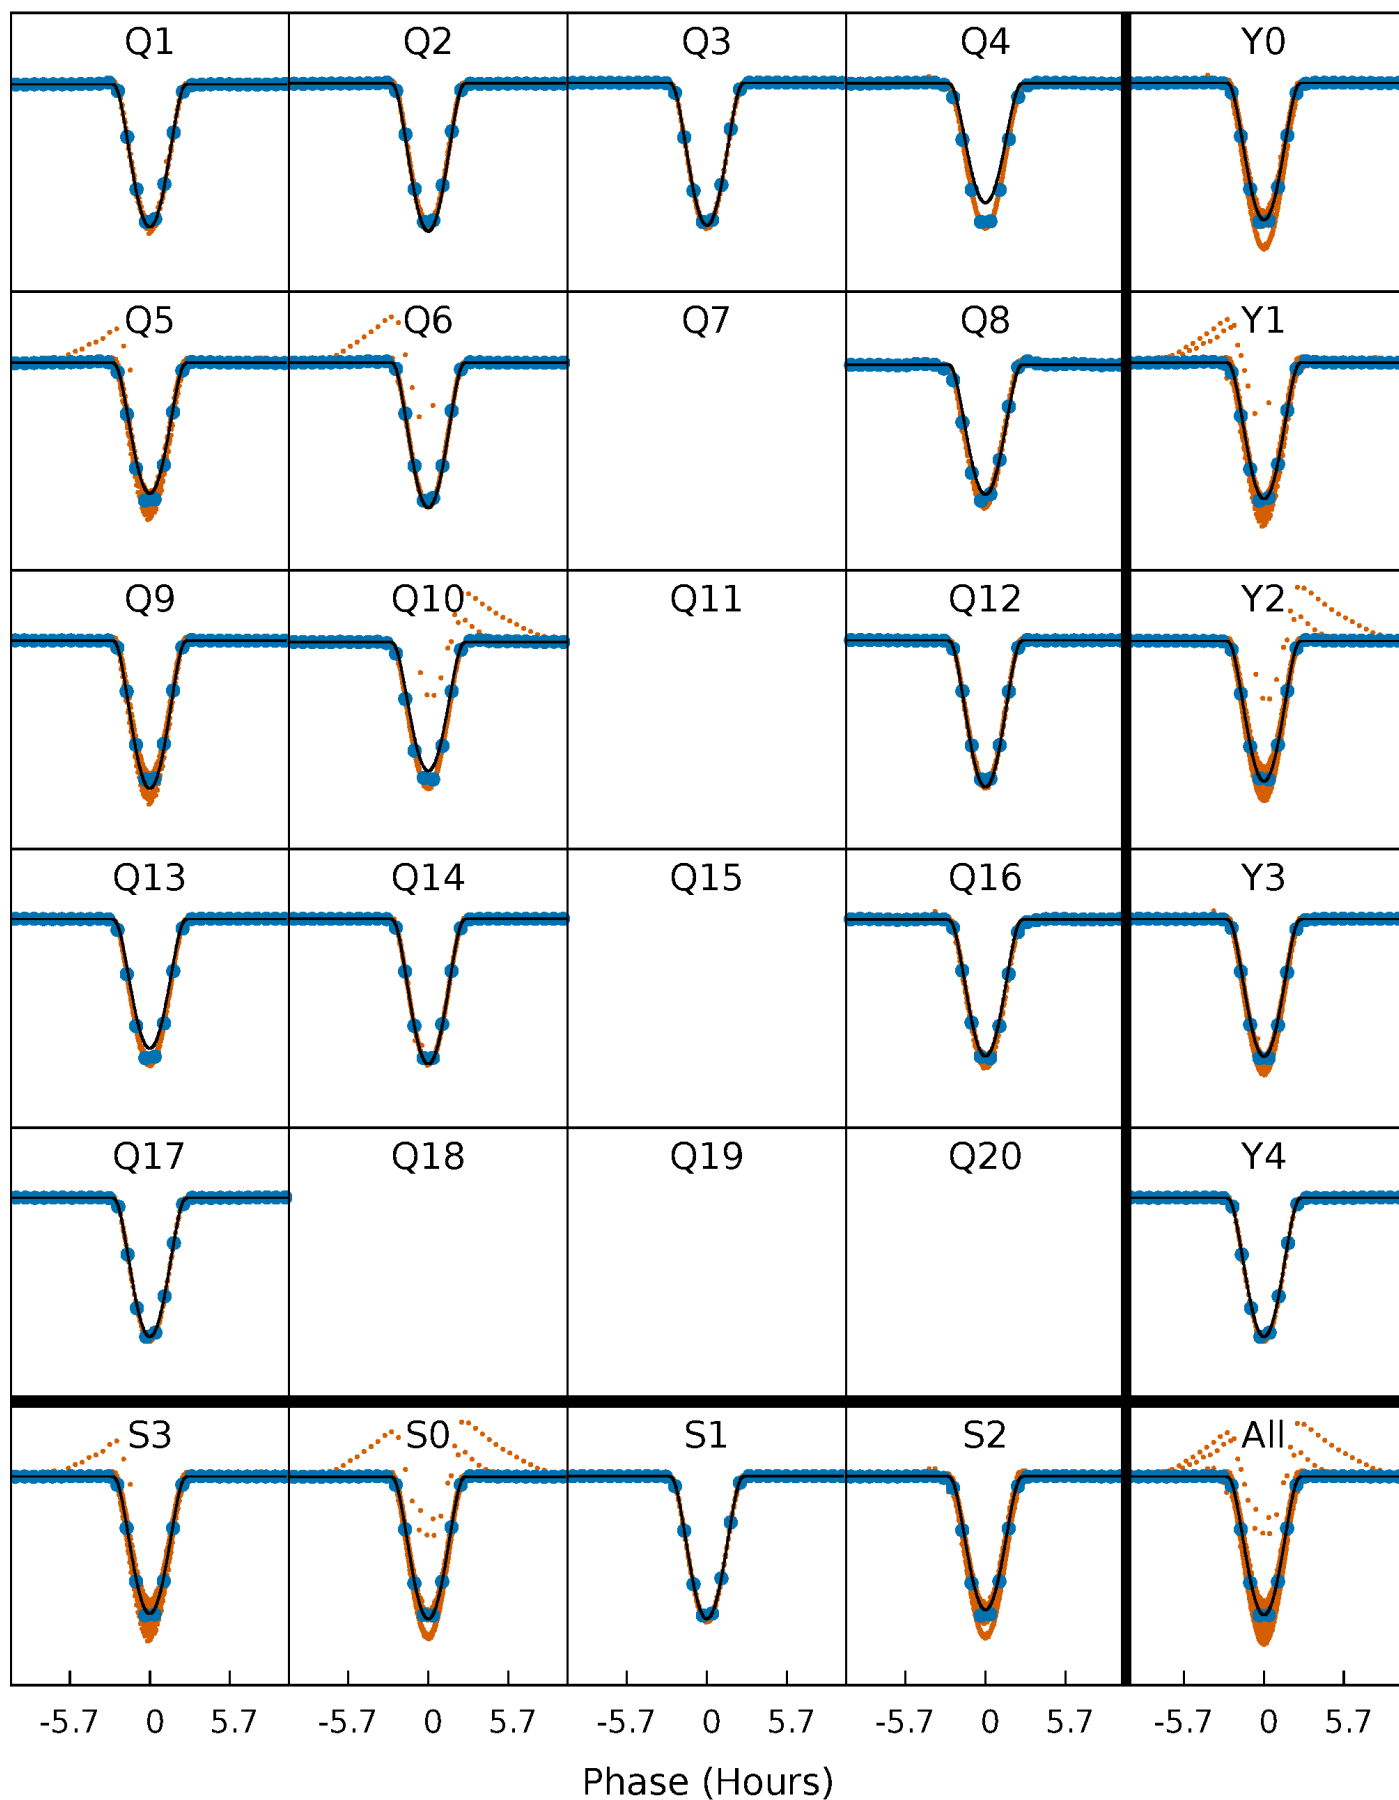 Q1 Q2 Q3 Q4 Y0
Q5 Q6 Q7 Q8 Y1
Q9 Q10 Q11 Q12 Y2
Q13 Q14 Q15 Q16 Y3
Q17 Q18 Q19 Q20 Y4
S3 S0 S1 S2 All
-5.7 0 5.7 -5.7 0 5.7 -5.7 0 5.7 -5.7 0 5.7 -5.7 0 5.7
Phase (Hours)